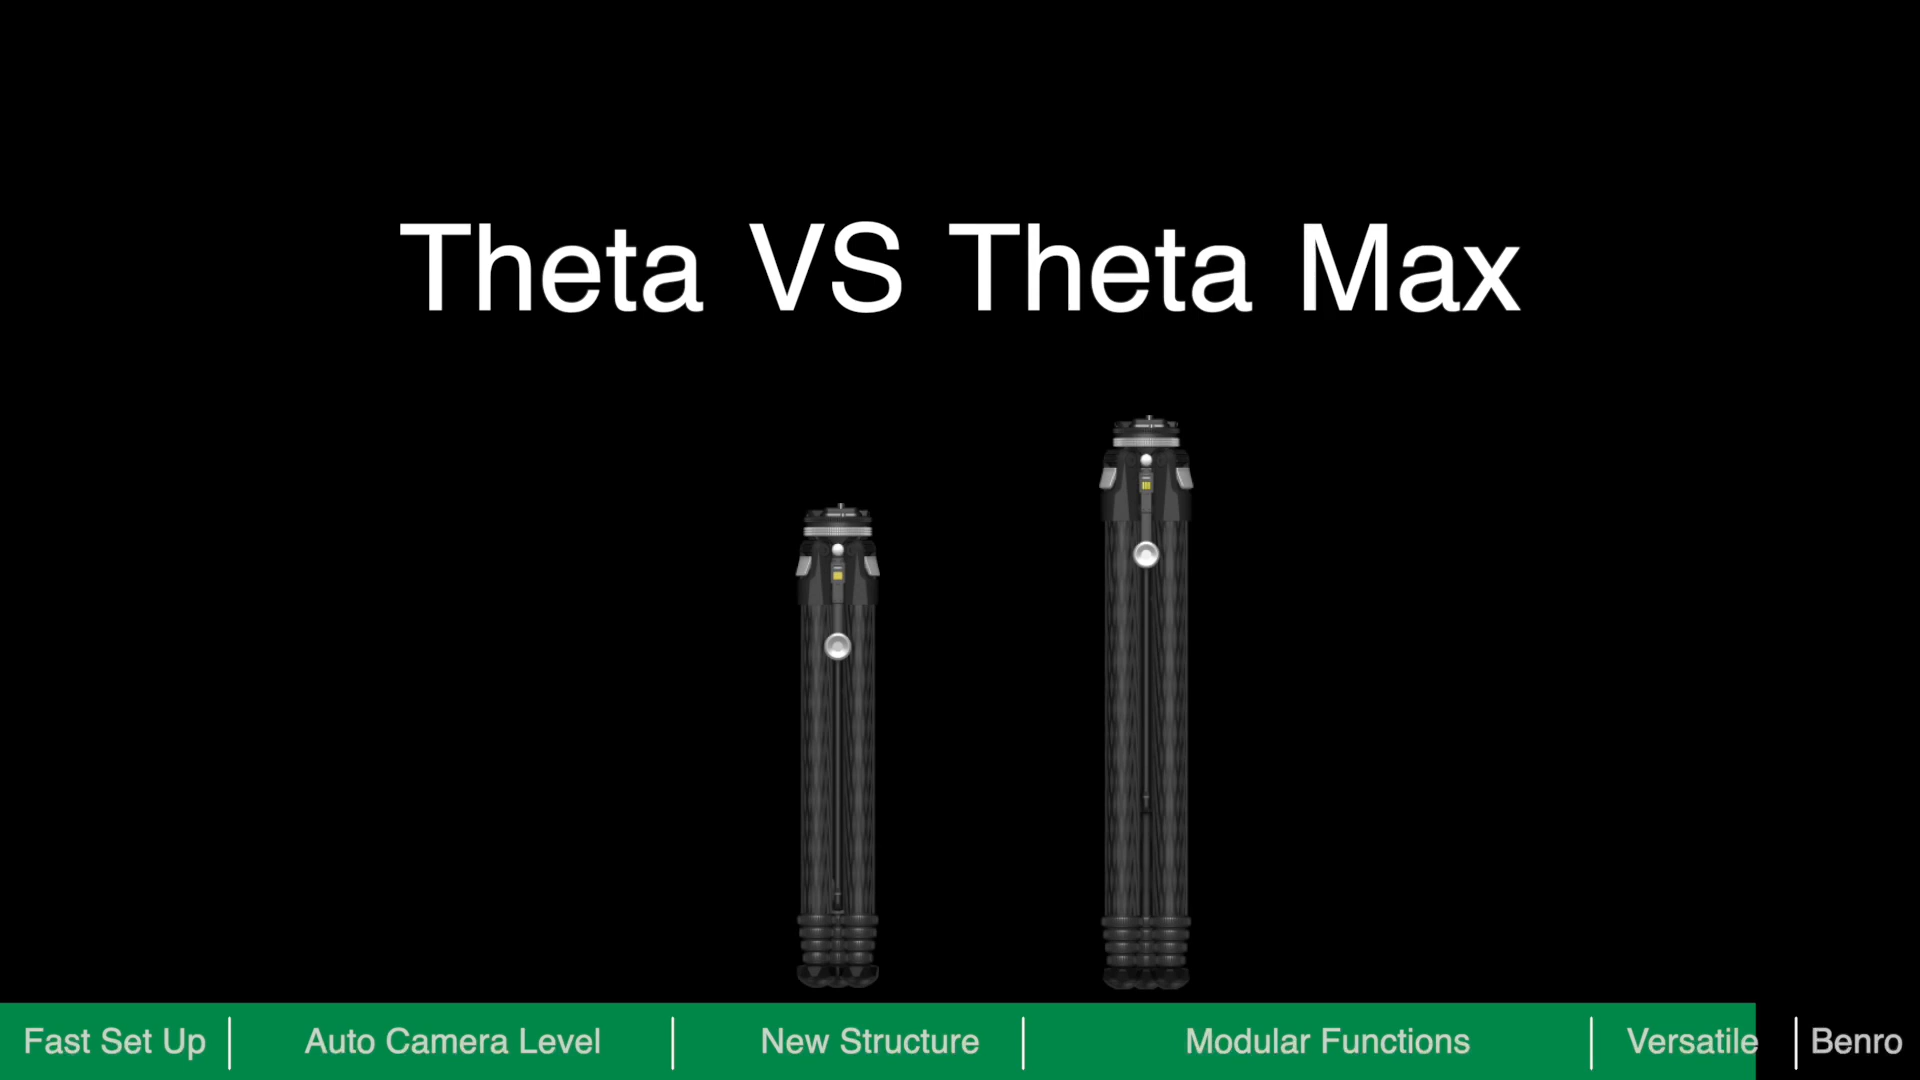 Theta VS Theta Max
Fast Set Up
Auto Camera Level
New Structure
Modular Functions
Versatile
Benro